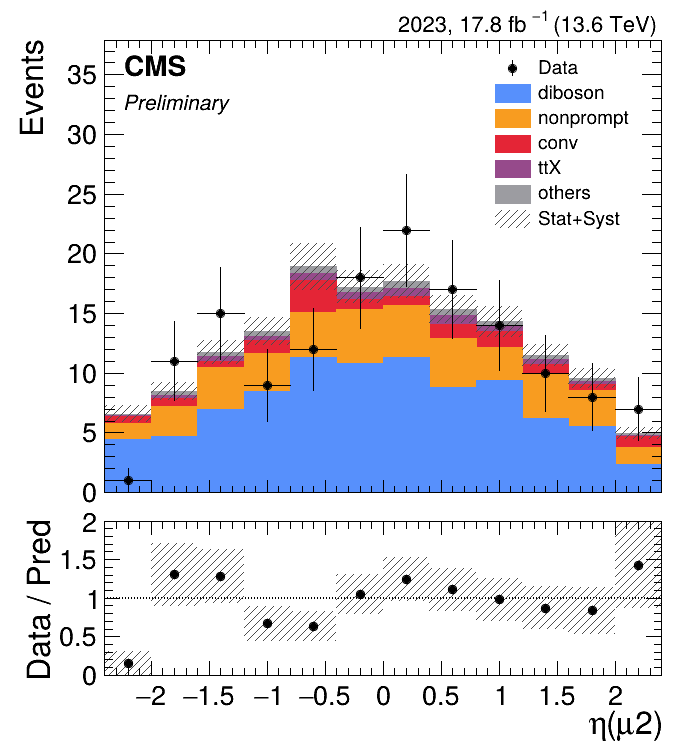 2023, 17.8 fb⁻¹ (13.6 TeV)
CMS
Preliminary
Events
35
30
25
20
15
10
5
0
Data
diboson
nonprompt
conv
ttX
others
Stat+Syst
Data / Pred
2
1.5
1
0.5
0
−2 −1.5 −1 −0.5 0 0.5 1 1.5 2
η(μ2)